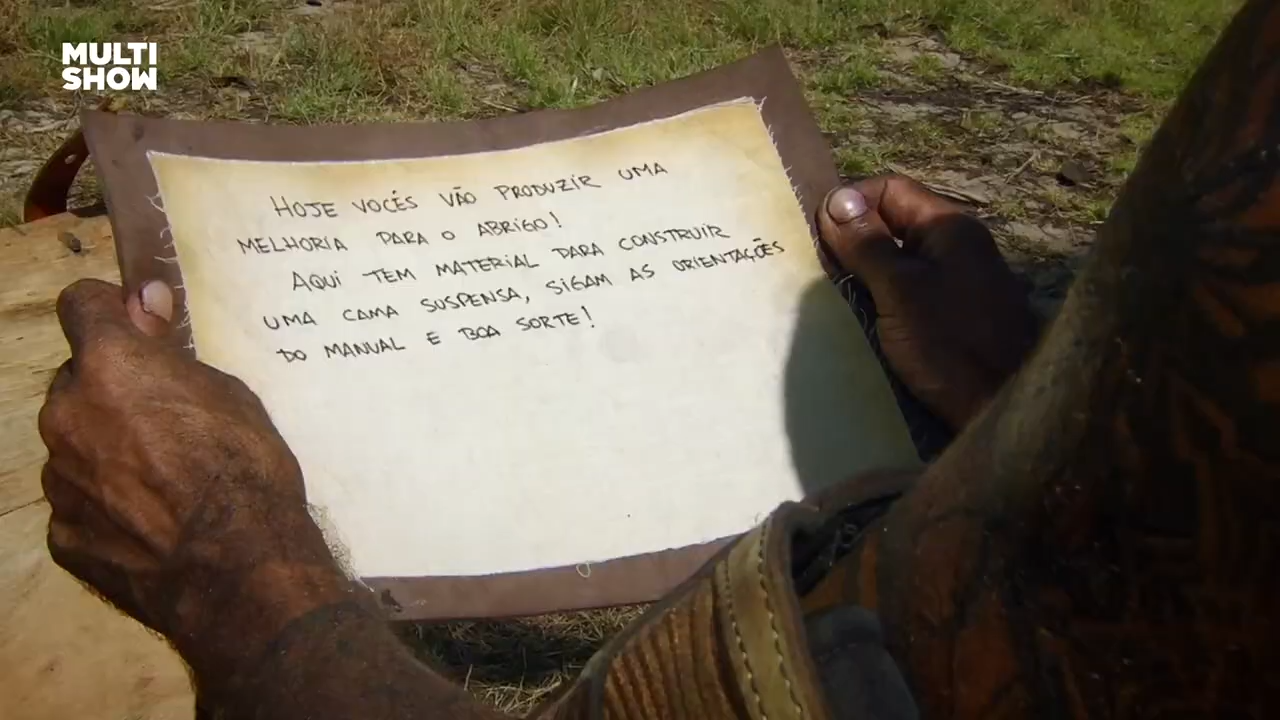 MULTI
SHOW
HOJE VOCÊS VÃO PRODUZIR UMA
MELHORIA PARA O ABRIGO!
AQUI TEM MATERIAL PARA CONSTRUIR
UMA CAMA SUSPENSA, SIGAM AS ORIENTAÇÕES
DO MANUAL E BOA SORTE!